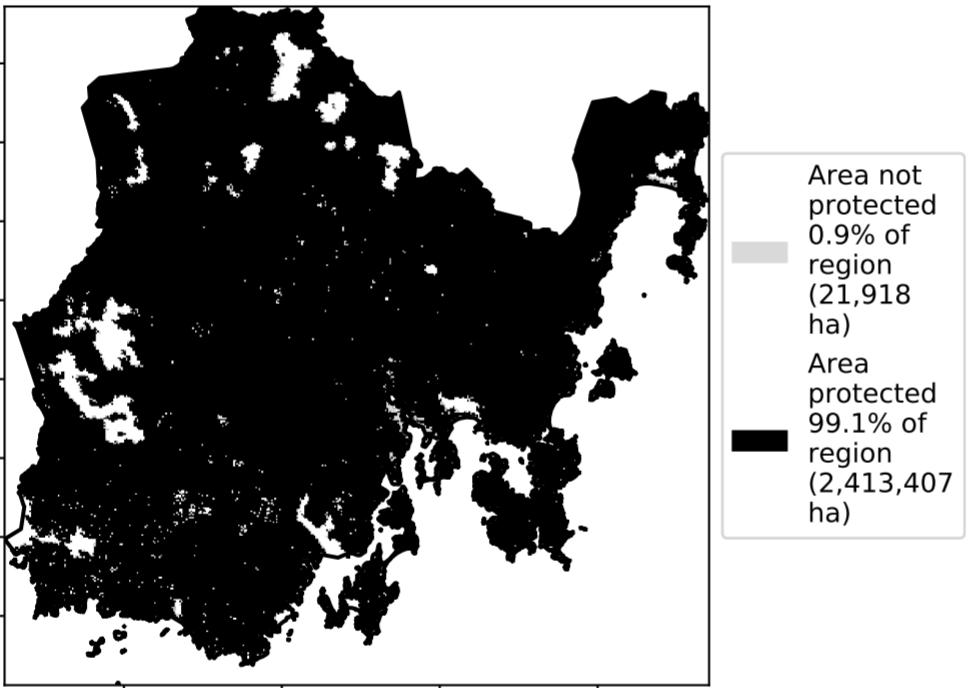 Area not
protected
0.9% of
region
(21,918
ha)
Area
protected
99.1% of
region
(2,413,407
ha)